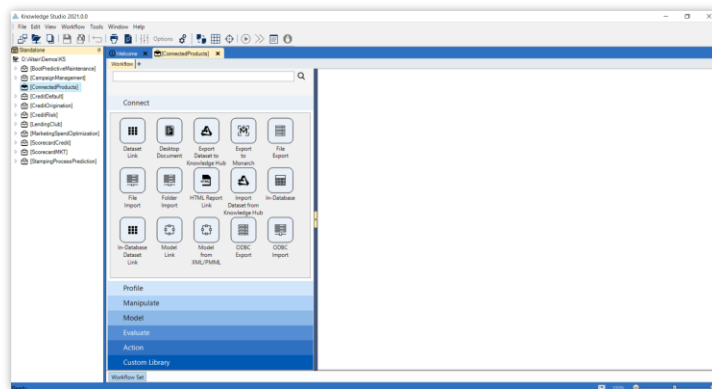 Knowledge Studio 2021.0.0
File Edit View Workflow Tools Window Help
Options
Standalone
D:\Altair\Demos\KS
[BootPredictiveMaintenance]
[CampaignManagement]
[ConnectedProducts]
[CreditDefault]
[CreditOrigination]
[CreditRisk]
[LendingClub]
[MarketingSpendOptimization]
[ScorecardCredit]
[ScorecardMKT]
[StampingProcessPrediction]
Welcome
[ConnectedProducts]
Workflow
Connect
Dataset
Link
Desktop
Document
Export
Dataset to
Knowledge Hub
Export
to
Monarch
File
Export
File
Import
Folder
Import
HTML Report
Link
Import
Dataset from
Knowledge Hub
In-Database
In-Database
Dataset
Link
Model
Link
Model
from
XML/PMML
ODBC
Export
ODBC
Import
Profile
Manipulate
Model
Evaluate
Action
Custom Library
Workflow Set